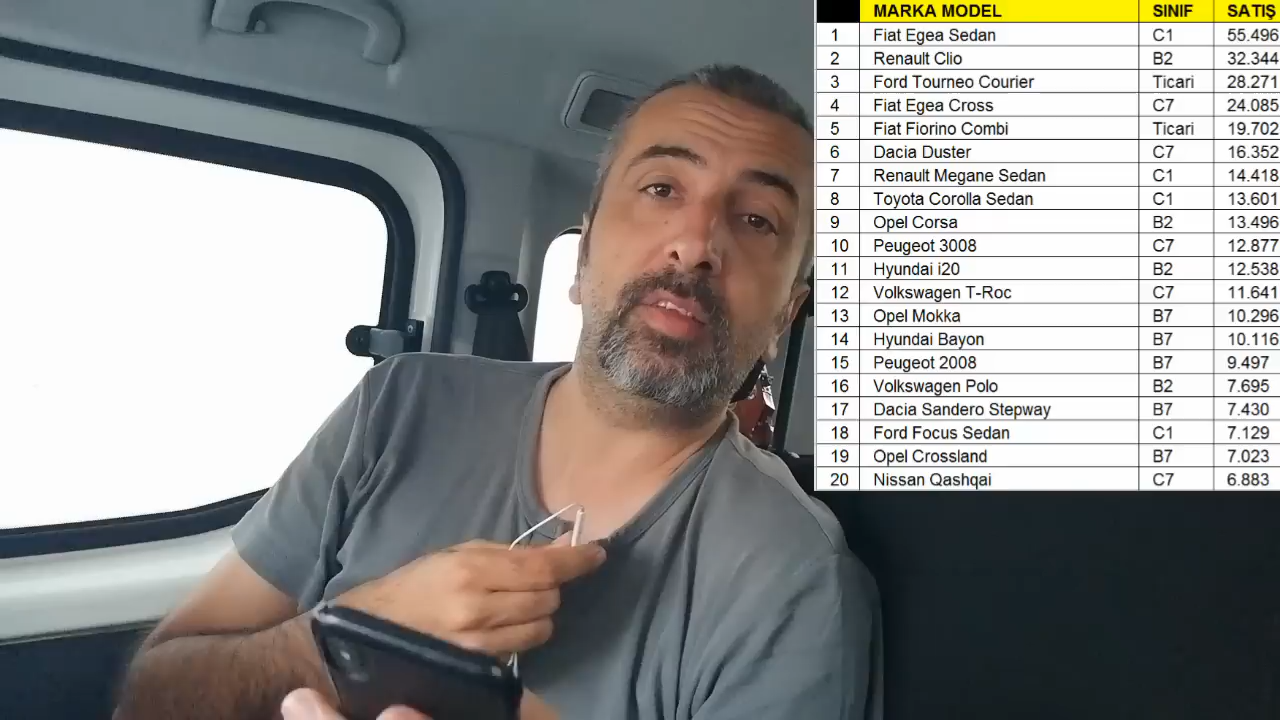 MARKA MODEL SINIF SATIŞ
1 Fiat Egea Sedan C1 55.496
2 Renault Clio B2 32.344
3 Ford Tourneo Courier Ticari 28.271
4 Fiat Egea Cross C7 24.085
5 Fiat Fiorino Combi Ticari 19.702
6 Dacia Duster C7 16.352
7 Renault Megane Sedan C1 14.418
8 Toyota Corolla Sedan C1 13.601
9 Opel Corsa B2 13.496
10 Peugeot 3008 C7 12.877
11 Hyundai i20 B2 12.538
12 Volkswagen T-Roc C7 11.641
13 Opel Mokka B7 10.296
14 Hyundai Bayon B7 10.116
15 Peugeot 2008 B7 9.497
16 Volkswagen Polo B2 7.695
17 Dacia Sandero Stepway B7 7.430
18 Ford Focus Sedan C1 7.129
19 Opel Crossland B7 7.023
20 Nissan Qashqai C7 6.883